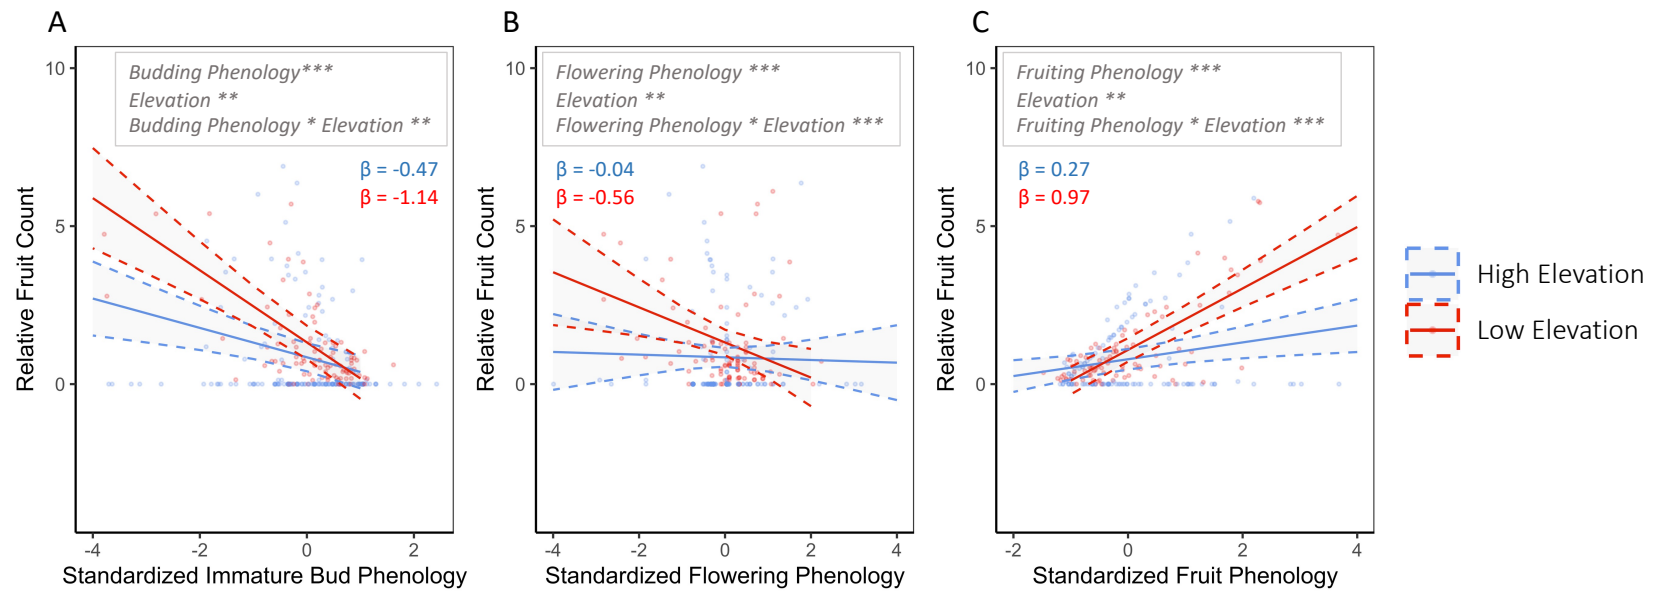 A
Budding Phenology***
Elevation **
Budding Phenology * Elevation **
β = -0.47
β = -1.14
10
5
0
Relative Fruit Count
-4 -2 0 2
Standardized Immature Bud Phenology
B
Flowering Phenology ***
Elevation **
Flowering Phenology * Elevation ***
β = -0.04
β = -0.56
10
5
0
Relative Fruit Count
-4 -2 0 2 4
Standardized Flowering Phenology
C
Fruiting Phenology ***
Elevation **
Fruiting Phenology * Elevation ***
β = 0.27
β = 0.97
10
5
0
Relative Fruit Count
-2 0 2 4
Standardized Fruit Phenology
High Elevation
Low Elevation